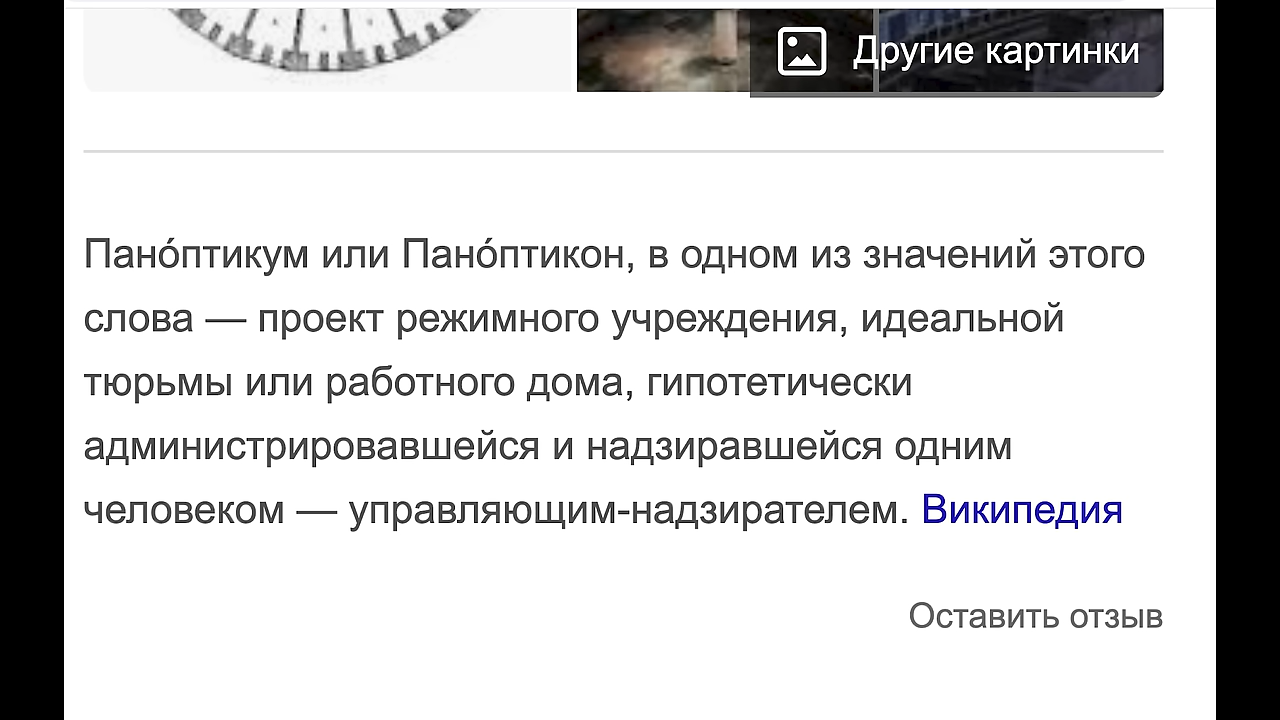 Другие картинки
Пано́птикум или Пано́птикон, в одном из значений этого
слова — проект режимного учреждения, идеальной
тюрьмы или работного дома, гипотетически
администрировавшейся и надзиравшейся одним
человеком — управляющим-надзирателем. Википедия
Оставить отзыв